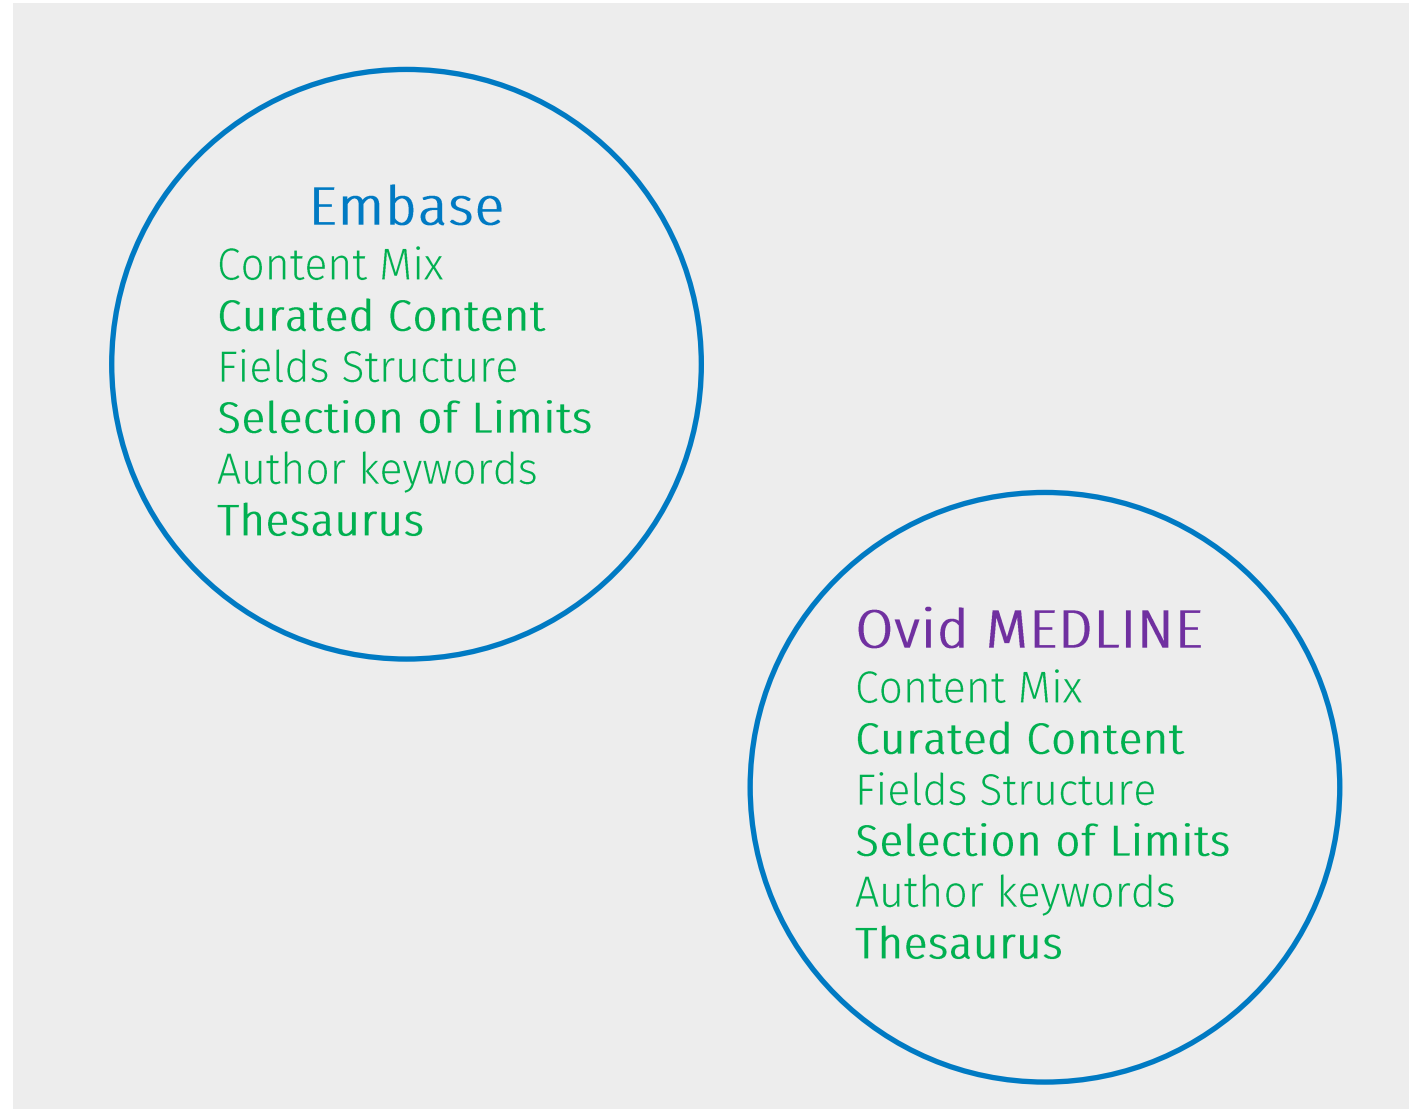 Embase
Content Mix
Curated Content
Fields Structure
Selection of Limits
Author keywords
Thesaurus
Ovid MEDLINE
Content Mix
Curated Content
Fields Structure
Selection of Limits
Author keywords
Thesaurus